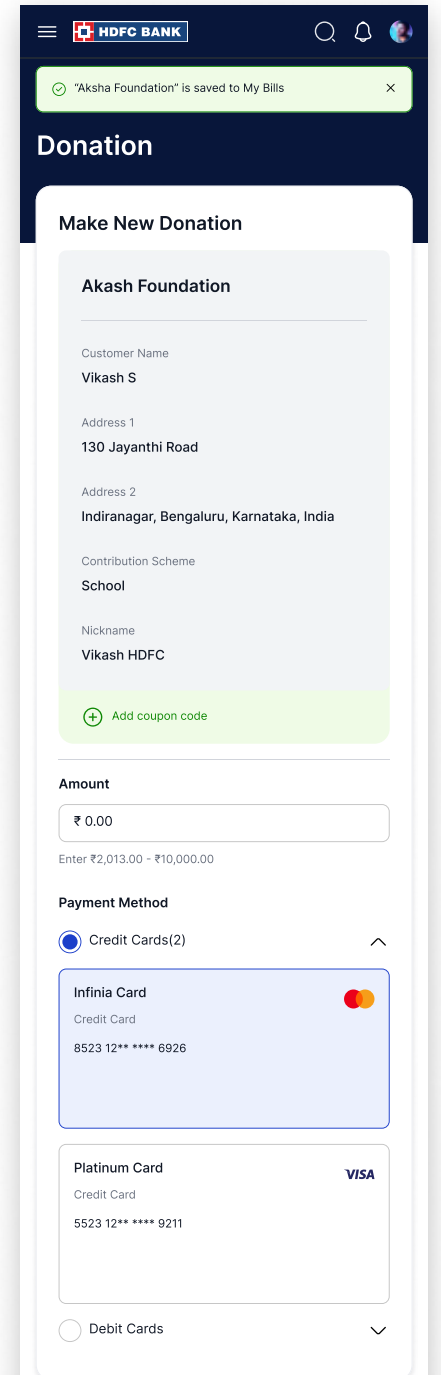 HDFC BANK
“Aksha Foundation” is saved to My Bills
Donation
Make New Donation
Akash Foundation
Customer Name
Vikash S
Address 1
130 Jayanthi Road
Address 2
Indiranagar, Bengaluru, Karnataka, India
Contribution Scheme
School
Nickname
Vikash HDFC
Add coupon code
Amount
₹ 0.00
Enter ₹2,013.00 - ₹10,000.00
Payment Method
Credit Cards(2)
Infinia Card
Credit Card
8523 12** **** 6926
Platinum Card
VISA
Credit Card
5523 12** **** 9211
Debit Cards